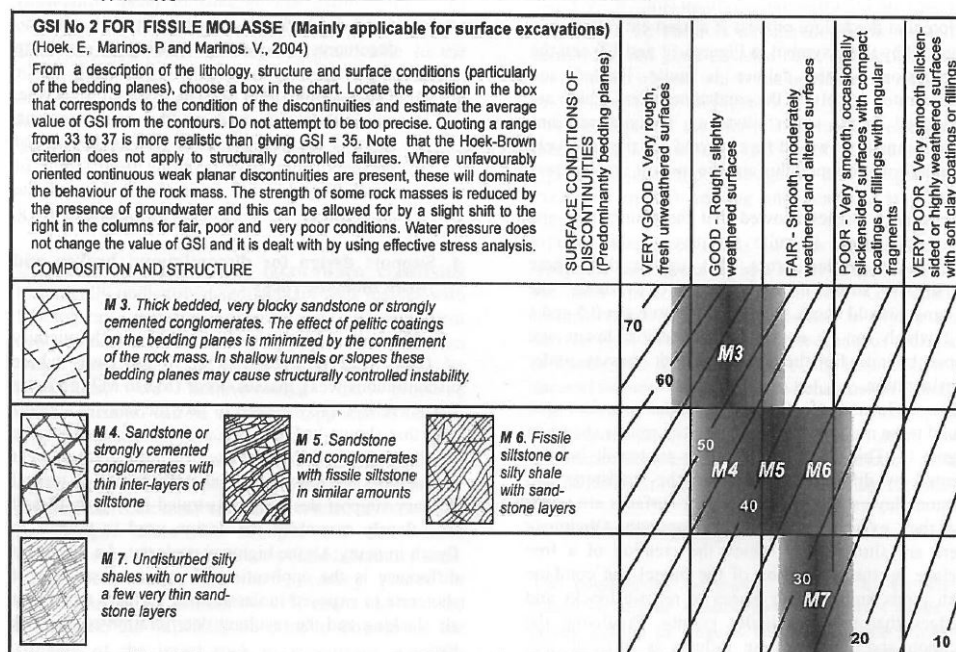 GSI No 2 FOR FISSILE MOLASSE (Mainly applicable for surface excavations)
(Hoek. E, Marinos. P and Marinos. V., 2004)
From a description of the lithology, structure and surface conditions (particularly
of the bedding planes), choose a box in the chart. Locate the position in the box
that corresponds to the condition of the discontinuities and estimate the average
value of GSI from the contours. Do not attempt to be too precise. Quoting a range
from 33 to 37 is more realistic than giving GSI = 35. Note that the Hoek-Brown
criterion does not apply to structurally controlled failures. Where unfavourably
oriented continuous weak planar discontinuities are present, these will dominate
the behaviour of the rock mass. The strength of some rock masses is reduced by
the presence of groundwater and this can be allowed for by a slight shift to the
right in the columns for fair, poor and very poor conditions. Water pressure does
not change the value of GSI and it is dealt with by using effective stress analysis.
COMPOSITION AND STRUCTURE
SURFACE CONDITIONS OF
DISCONTINUITIES
(Predominantly bedding planes)
VERY GOOD - Very rough,
fresh unweathered surfaces
GOOD - Rough, slightly
weathered surfaces
FAIR - Smooth, moderately
weathered and altered surfaces
POOR - Very smooth, occasionally
slickensided surfaces with compact
coatings or fillings with angular
fragments
VERY POOR - Very smooth slicken-
sided or highly weathered surfaces
with soft clay coatings or fillings
M 3. Thick bedded, very blocky sandstone or strongly
cemented conglomerates. The effect of pelitic coatings
on the bedding planes is minimized by the confinement
of the rock mass. In shallow tunnels or slopes these
bedding planes may cause structurally controlled instability.
70
60
M3
M 4. Sandstone or
strongly cemented
conglomerates with
thin inter-layers of
siltstone
M 5. Sandstone
and conglomerates
with fissile siltstone
in similar amounts
M 6. Fissile
siltstone or
silty shale
with sand-
stone layers
50
M4 M5 M6
40
M 7. Undisturbed silty
shales with or without
a few very thin sand-
stone layers
30
M7
20
10